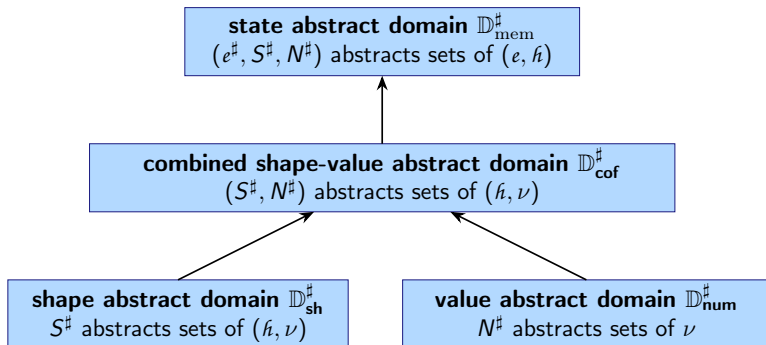 state abstract domain 𝔻♯mem
(e♯, S♯, N♯) abstracts sets of (e, ℏ)
combined shape-value abstract domain 𝔻♯cof
(S♯, N♯) abstracts sets of (ℏ, ν)
shape abstract domain 𝔻♯sh
S♯ abstracts sets of (ℏ, ν)
value abstract domain 𝔻♯num
N♯ abstracts sets of ν